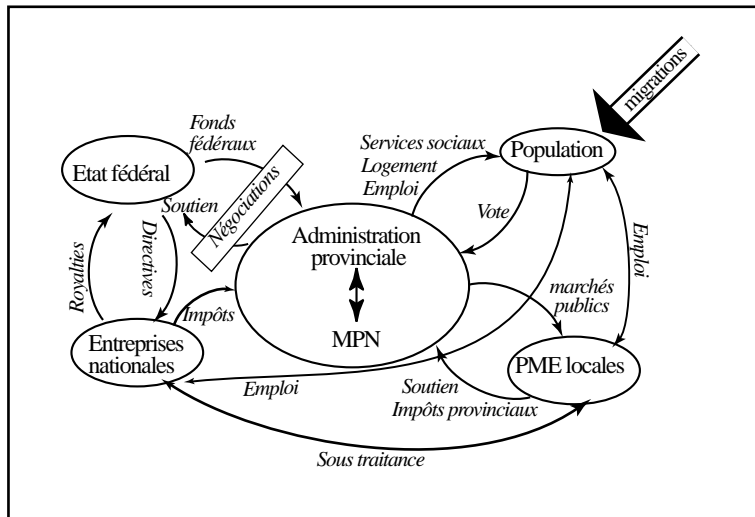 migrations
Fonds
fédéraux
Services sociaux
Logement
Emploi
Population
Etat fédéral
Soutien
Négociations
Vote
Administration
provinciale
MPN
Royalties
Directives
Emploi
marchés
publics
Impôts
Entreprises
nationales
PME locales
Emploi
Soutien
Impôts provinciaux
Sous traitance